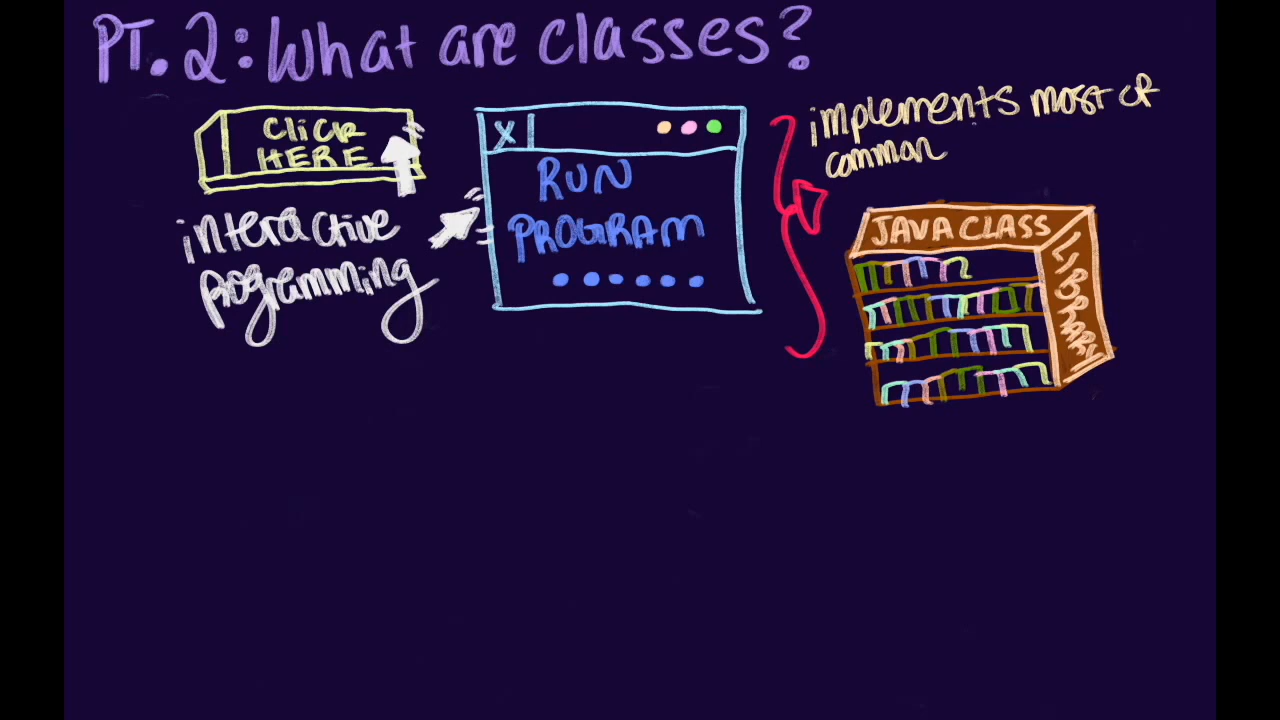 PT. 2: What are classes?
CLICK
HERE
interactive
programming
X
RUN
PROGRAM
implements most of
common
JAVA CLASS
LIBRARY